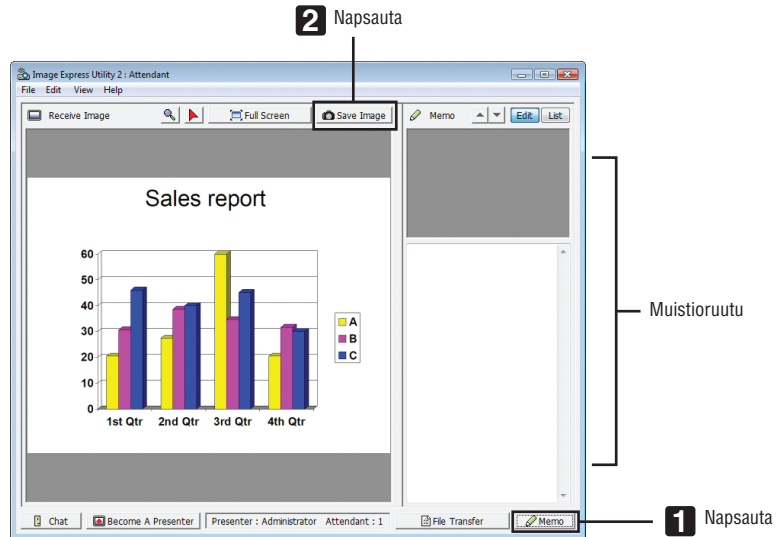 2 Napsauta
Image Express Utility 2 : Attendant
File Edit View Help
Receive Image Full Screen Save Image Memo Edit List
Sales report
60
50
40
30
20
10
0
A
B
C
1st Qtr 2nd Qtr 3rd Qtr 4th Qtr
Muistioruutu
Chat Become A Presenter Presenter : Administrator Attendant : 1 File Transfer Memo
1 Napsauta